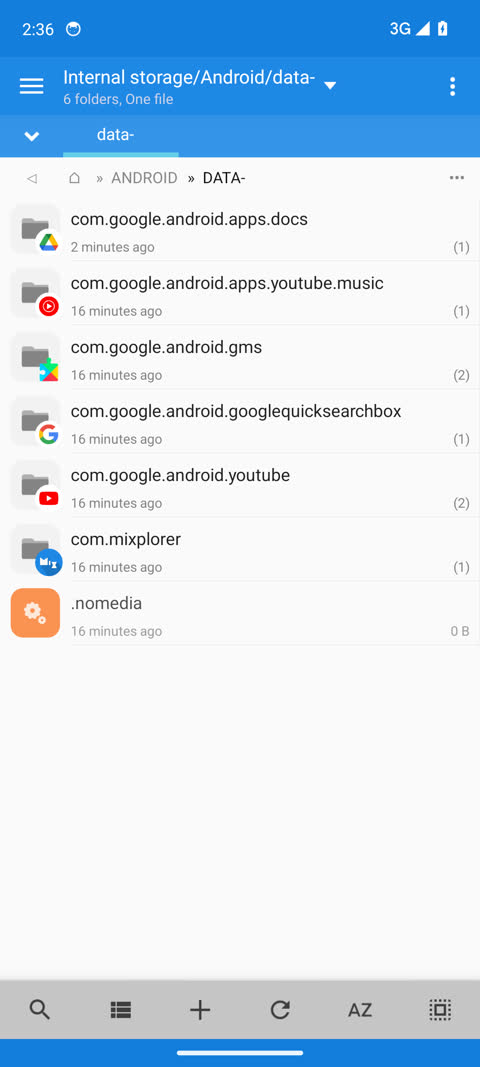 2:36
3G
Internal storage/Android/data-
6 folders, One file
data-
» ANDROID » DATA-
com.google.android.apps.docs
2 minutes ago (1)
com.google.android.apps.youtube.music
16 minutes ago (1)
com.google.android.gms
16 minutes ago (2)
com.google.android.googlequicksearchbox
16 minutes ago (1)
com.google.android.youtube
16 minutes ago (2)
com.mixplorer
16 minutes ago (1)
.nomedia
16 minutes ago 0 B
AZ